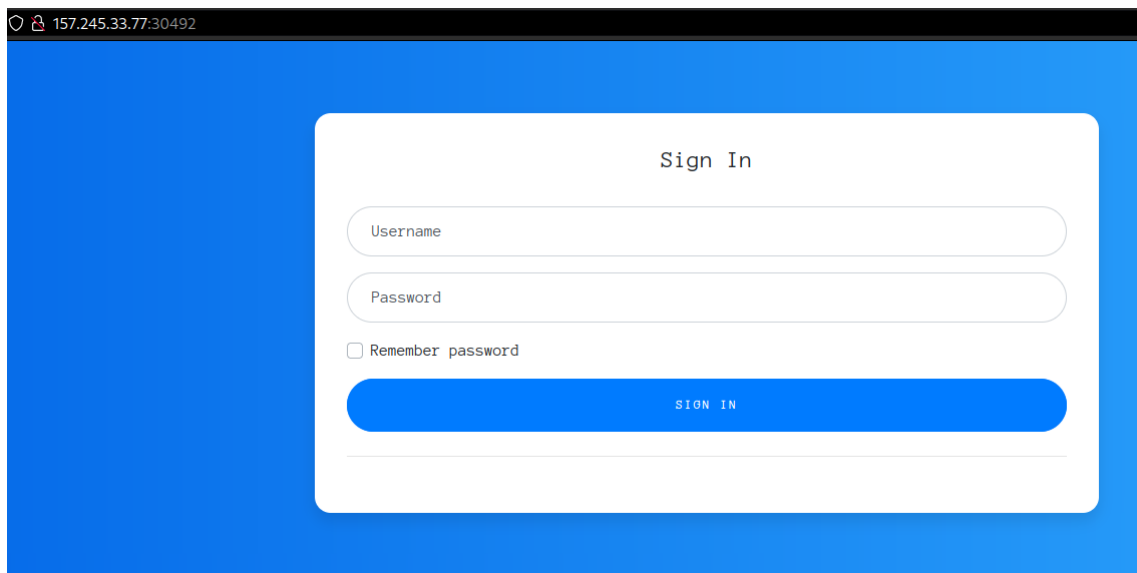 157.245.33.77:30492
Sign In
Username
Password
Remember password
SIGN IN